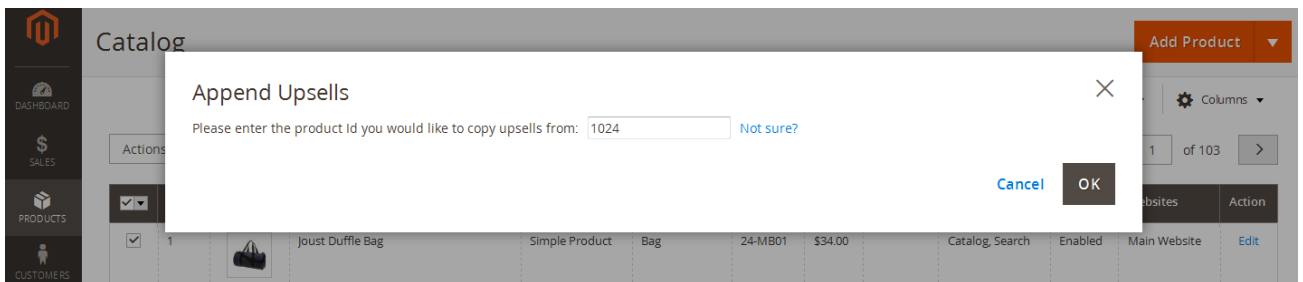 Catalog
Add Product
Append Upsells
DASHBOARD
Columns
Please enter the product Id you would like to copy upsells from: 1024 Not sure?
$
SALES
Actions
1 of 103
Cancel OK
PRODUCTS
ebsites Action
1 Joust Duffle Bag Simple Product Bag 24-MB01 $34.00 Catalog, Search Enabled Main Website Edit
CUSTOMERS